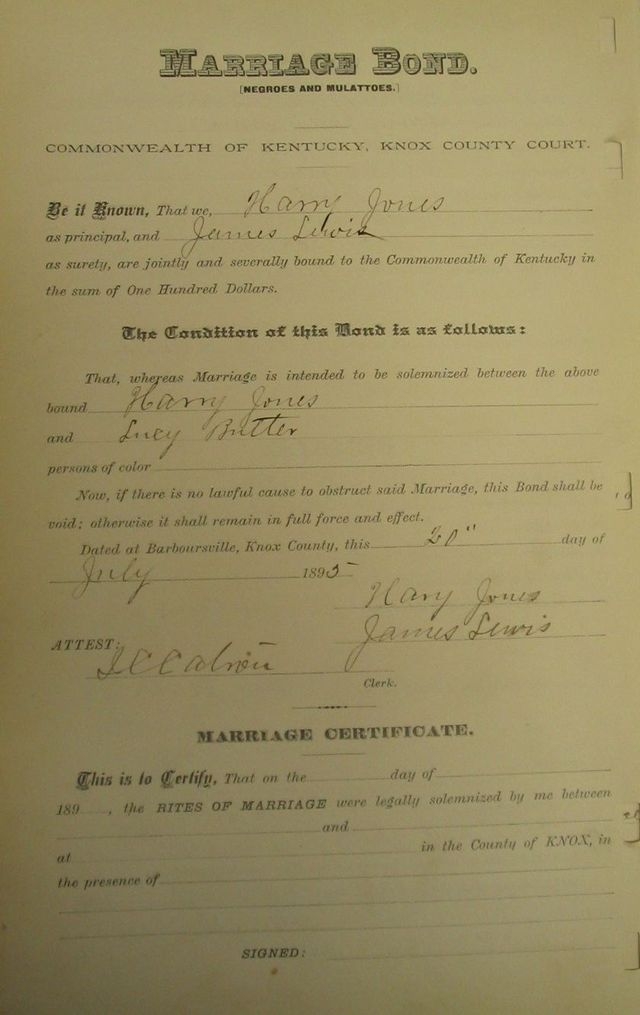 MARRIAGE BOND.
[NEGROES AND MULATTOES.]
COMMONWEALTH OF KENTUCKY, KNOX COUNTY COURT.
Be it Known, That we, Harry Jones
as principal, and James Lewis
as surety, are jointly and severally bound to the Commonwealth of Kentucky in
the sum of One Hundred Dollars.
The Condition of this Bond is as follows:
That, whereas Marriage is intended to be solemnized between the above
bound Harry Jones
and Lucy Butter
persons of color
Now, if there is no lawful cause to obstruct said Marriage, this Bond shall be
void; otherwise it shall remain in full force and effect.
Dated at Barboursville, Knox County, this 20" day of
July 1895
Harry Jones
ATTEST: James Lewis
Clerk.
MARRIAGE CERTIFICATE.
This is to Certify, That on the day of
189 , the RITES OF MARRIAGE were legally solemnized by me between
and
at in the County of KNOX, in
the presence of
SIGNED: